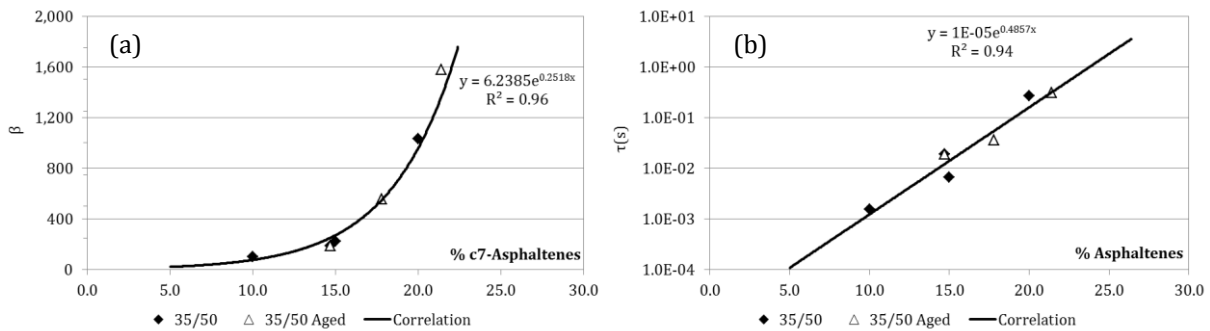 2,000
(a)
1,600
y = 6.2385e^0.2518x
R² = 0.96
1,200
β
800
400
% c7-Asphaltenes
0
0.0 5.0 10.0 15.0 20.0 25.0 30.0
35/50 35/50 Aged Correlation
1.0E+01
(b)
y = 1E-05e^0.4857x
R² = 0.94
1.0E+00
1.0E-01
τ(s)
1.0E-02
1.0E-03
% Asphaltenes
1.0E-04
0.0 5.0 10.0 15.0 20.0 25.0 30.0
35/50 35/50 Aged Correlation